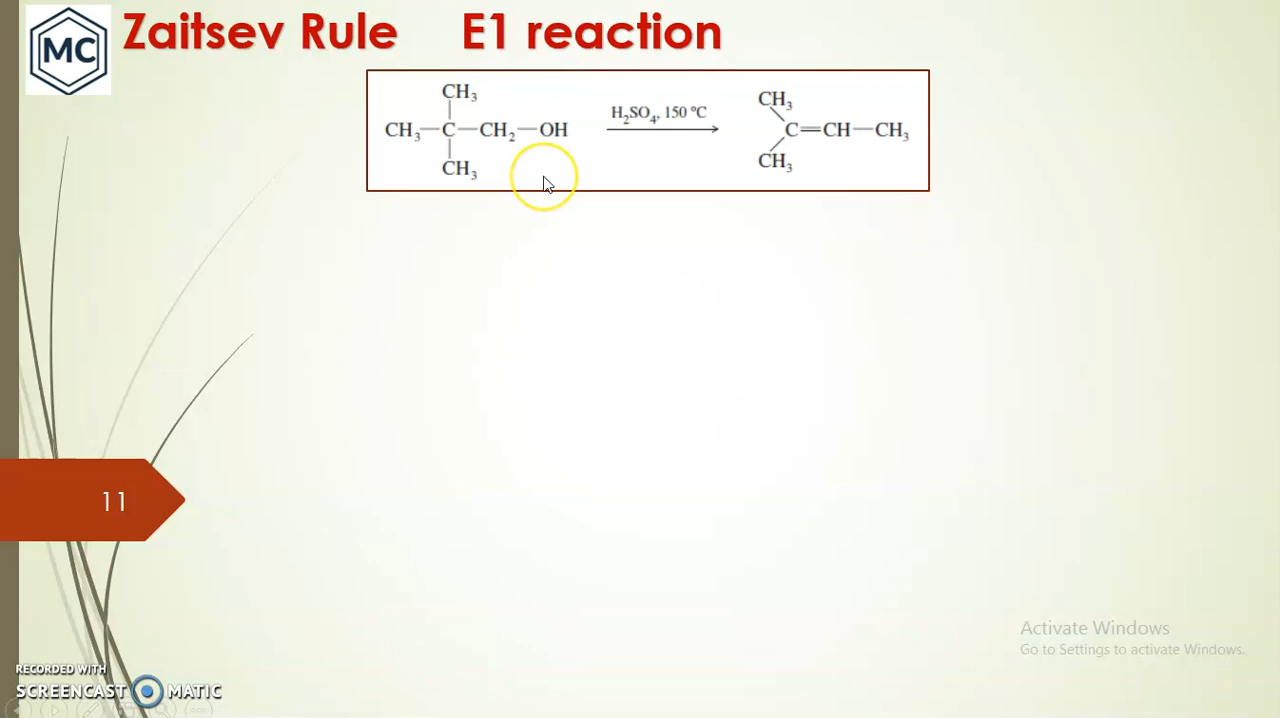 MC
Zaitsev Rule E1 reaction
CH₃
CH₃—C—CH₂—OH
CH₃
H₂SO₄, 150 °C
CH₃
C=CH—CH₃
CH₃
11
Activate Windows
Go to Settings to activate Windows.
RECORDED WITH
SCREENCAST MATIC